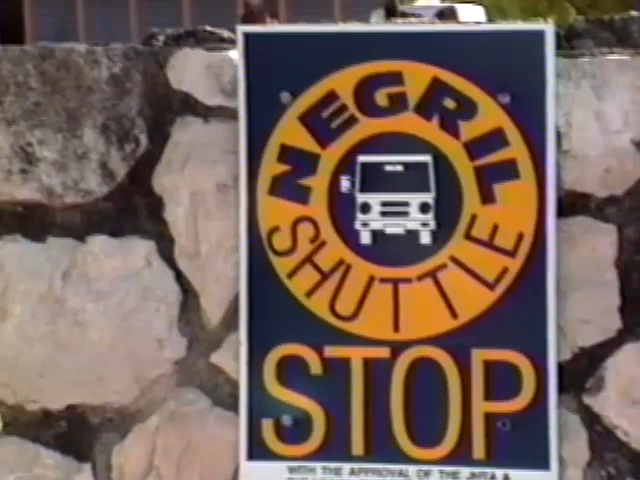 NEGRIL
SHUTTLE
STOP
WITH THE APPROVAL OF THE JHTA &